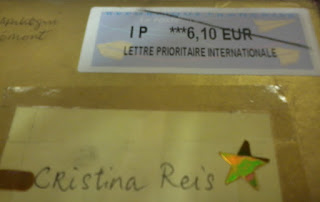 IP ***6,10 EUR
LETTRE PRIORITAIRE INTERNATIONALE
Cristina Reis